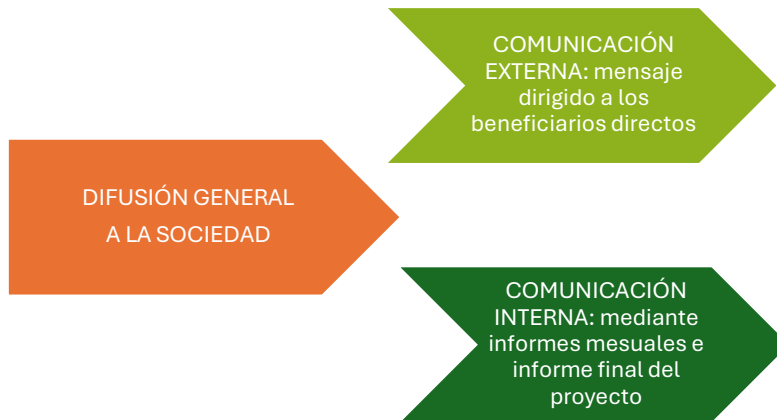 COMUNICACIÓN
EXTERNA: mensaje
dirigido a los
beneficiarios directos
DIFUSIÓN GENERAL
A LA SOCIEDAD
COMUNICACIÓN
INTERNA: mediante
informes mesuales e
informe final del
proyecto